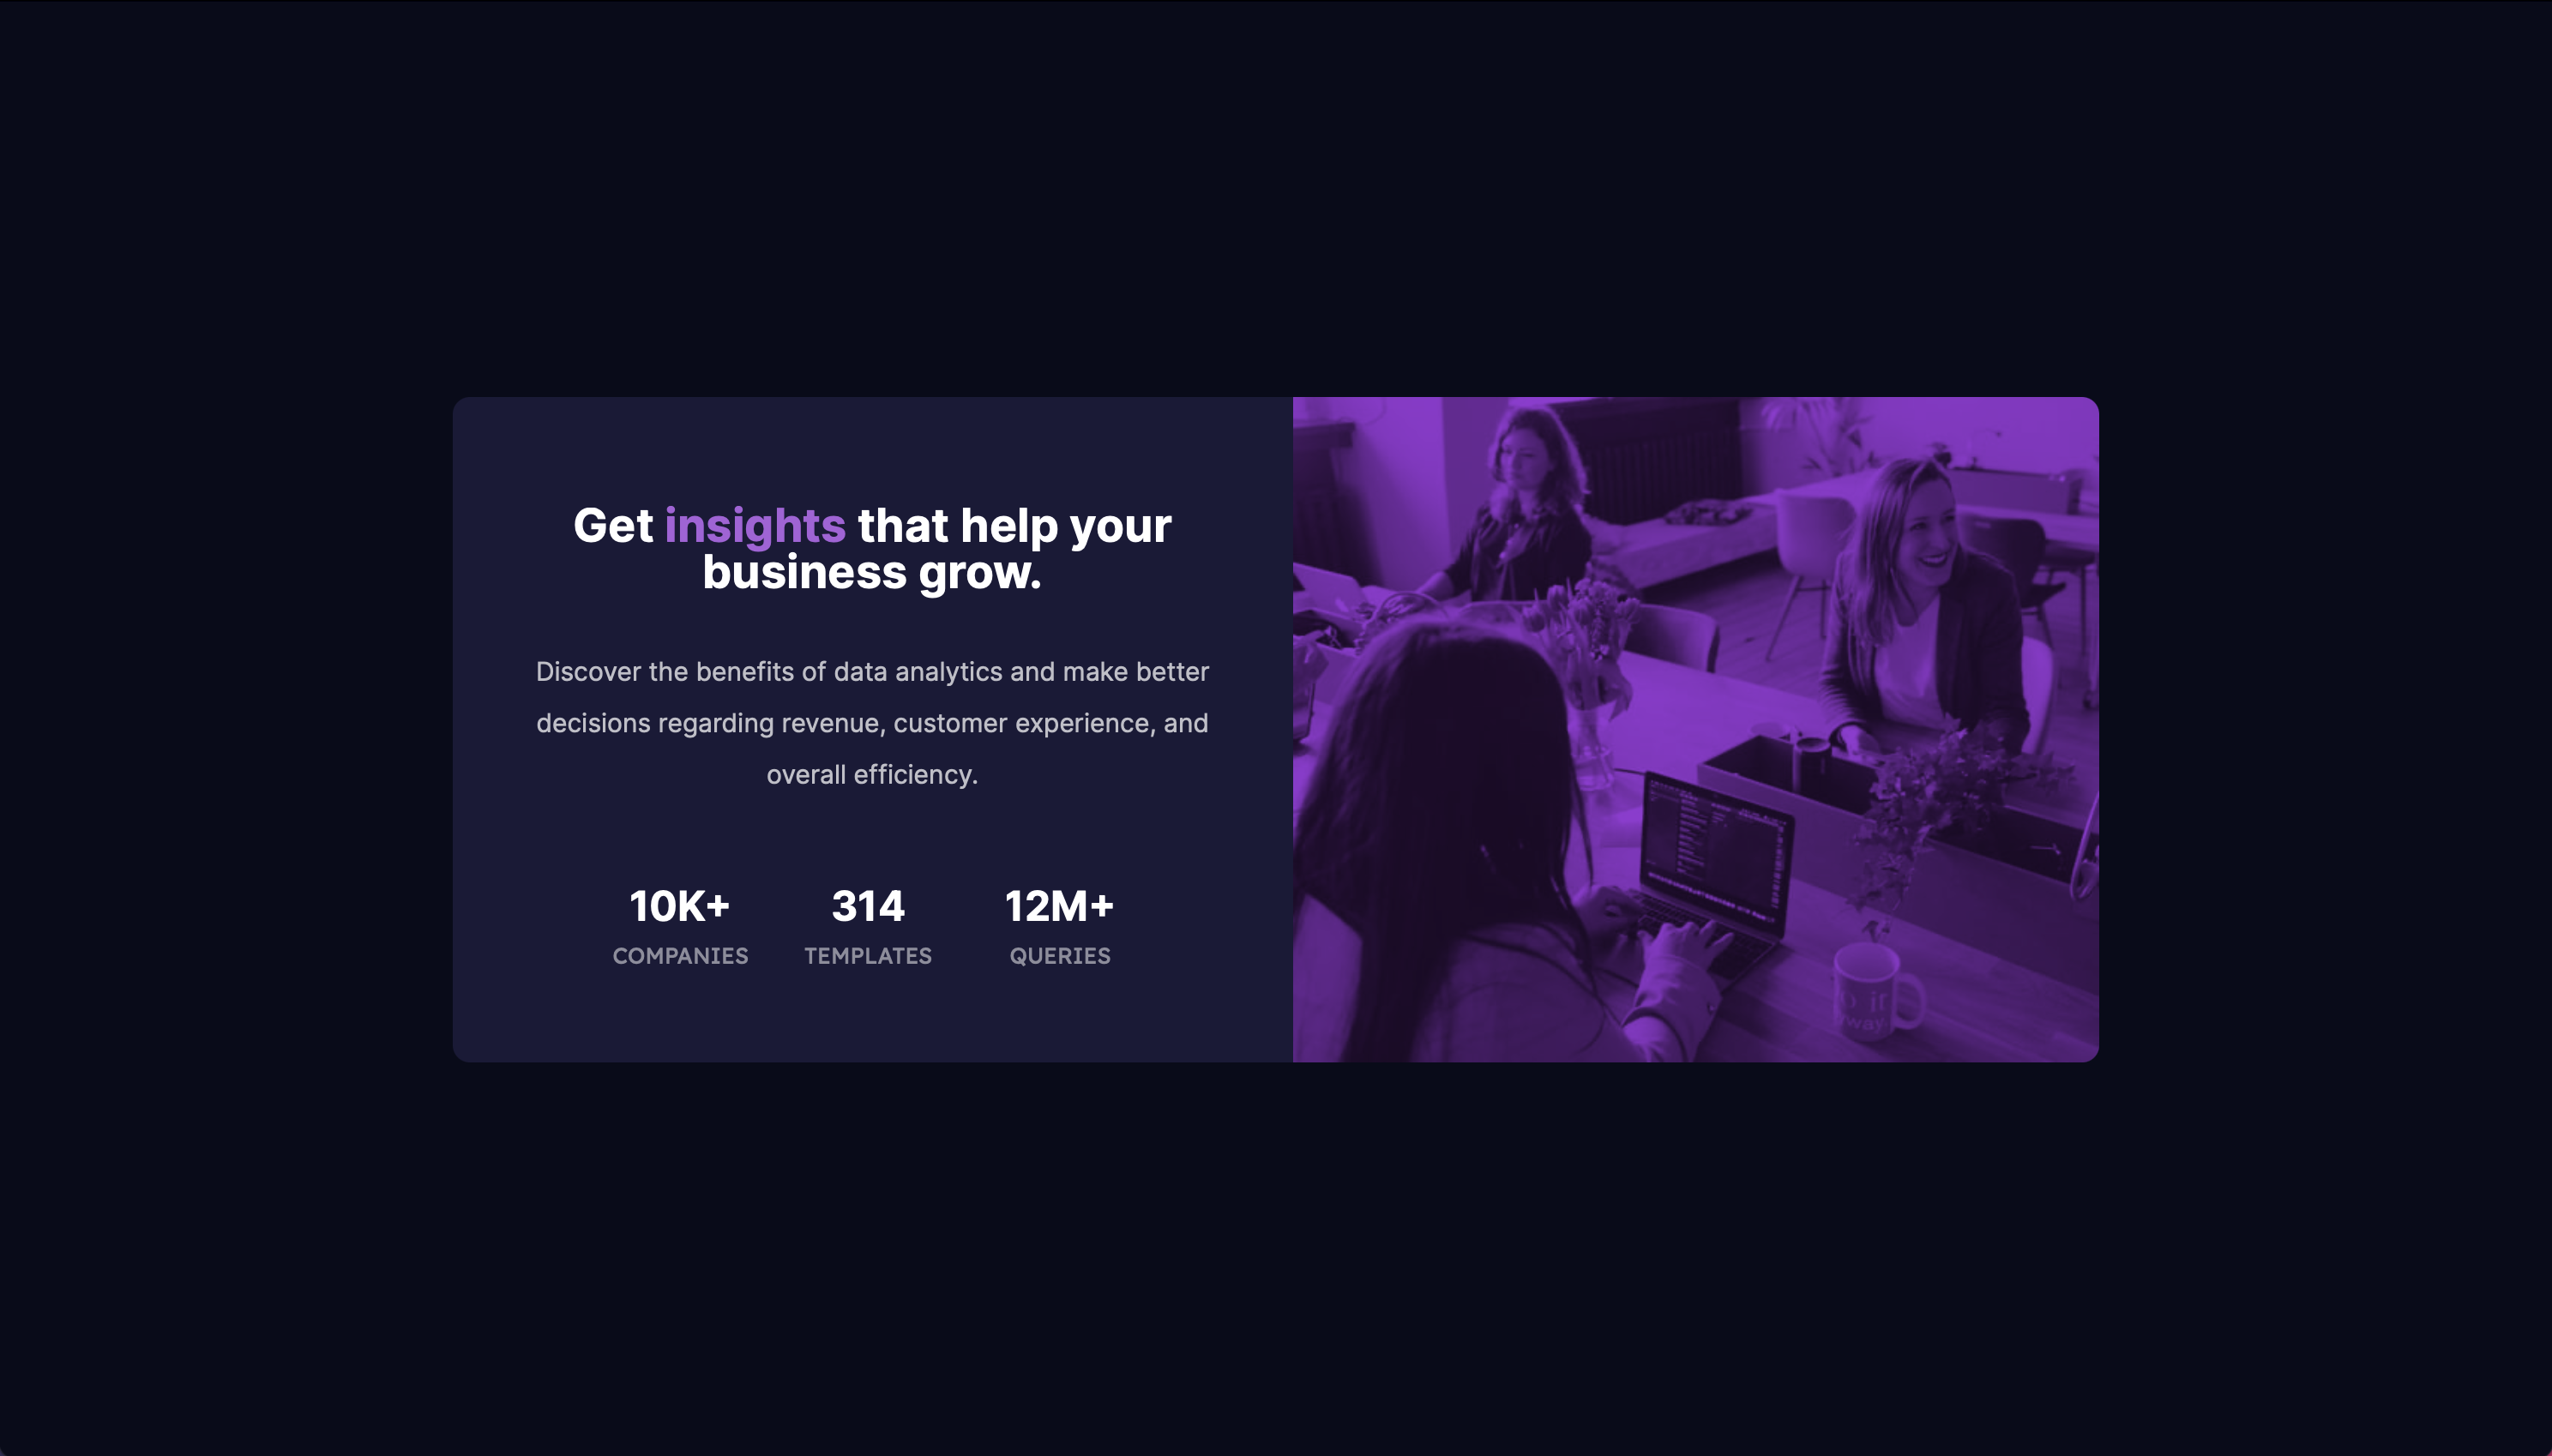 Get insights that help your
business grow.
Discover the benefits of data analytics and make better
decisions regarding revenue, customer experience, and
overall efficiency.
10K+ 314 12M+
COMPANIES TEMPLATES QUERIES